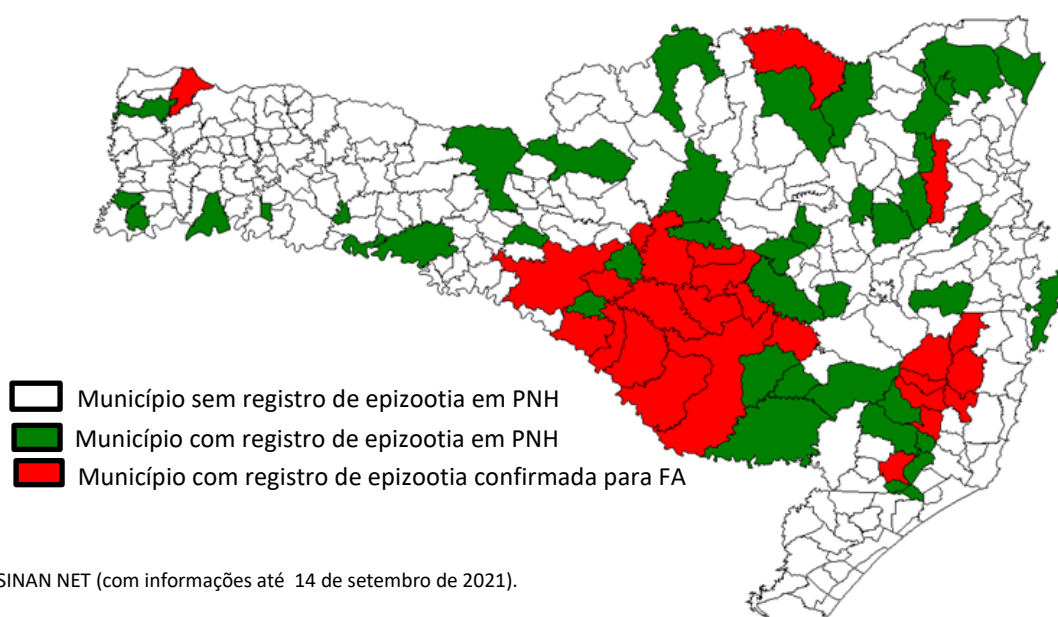 Município sem registro de epizootia em PNH
Município com registro de epizootia em PNH
Município com registro de epizootia confirmada para FA
SINAN NET (com informações até 14 de setembro de 2021).